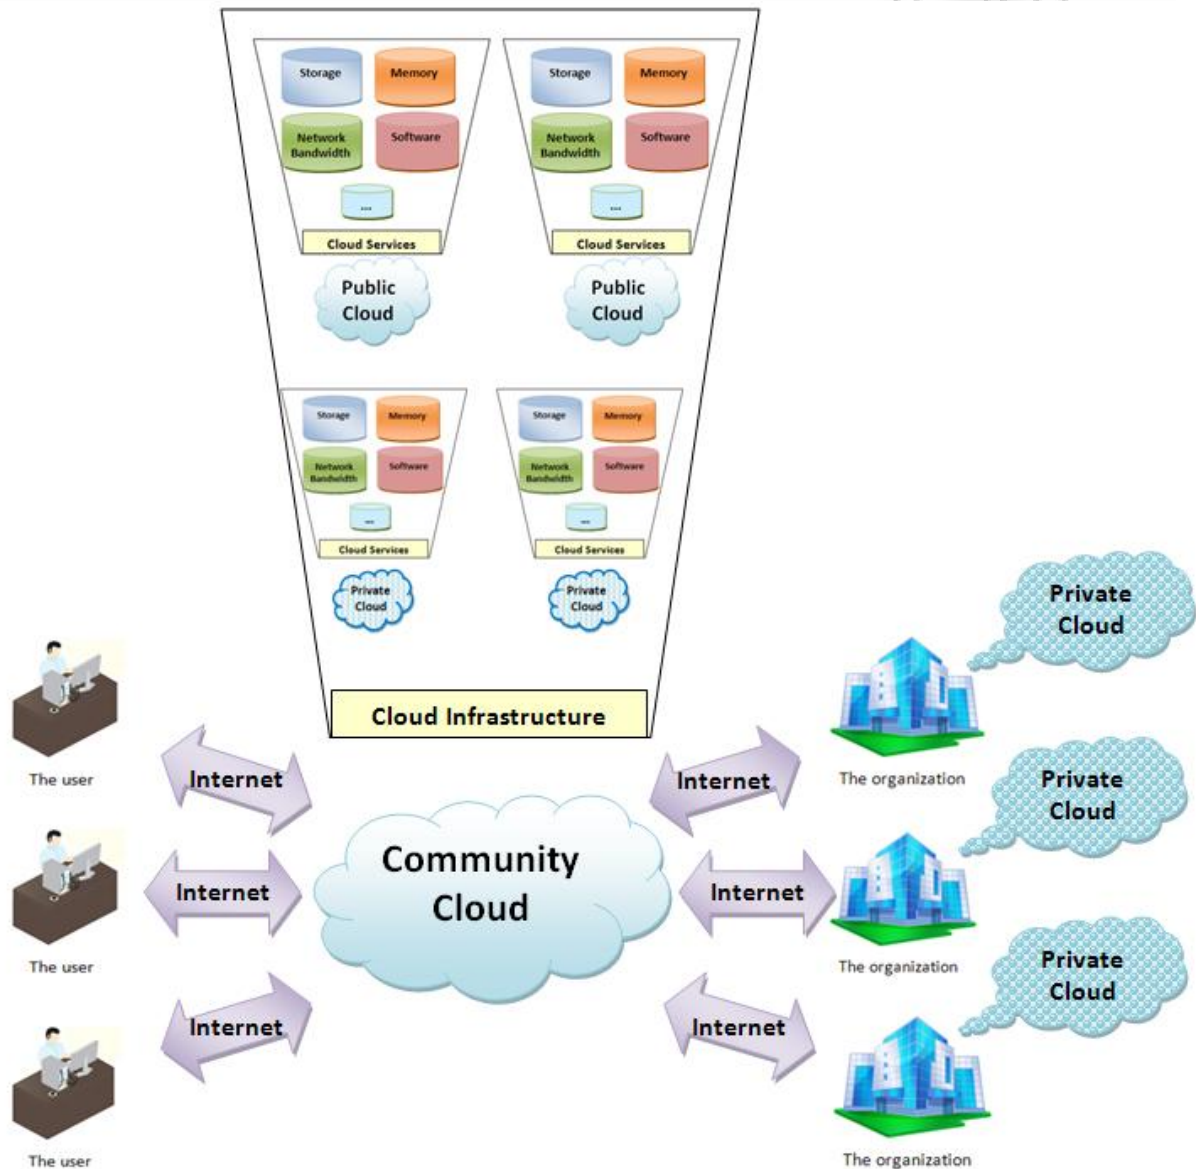 Storage
Memory
Network
Bandwidth
Software
...
Cloud Services
Public
Cloud
Storage
Memory
Network
Bandwidth
Software
...
Cloud Services
Public
Cloud
Storage
Memory
Network
Bandwidth
Software
...
Cloud Services
Private
Cloud
Storage
Memory
Network
Bandwidth
Software
...
Cloud Services
Private
Cloud
Cloud Infrastructure
Private
Cloud
The user
Internet
Internet
The organization
Private
Cloud
Community
Cloud
The user
Internet
Internet
The organization
Private
Cloud
The user
Internet
Internet
The organization